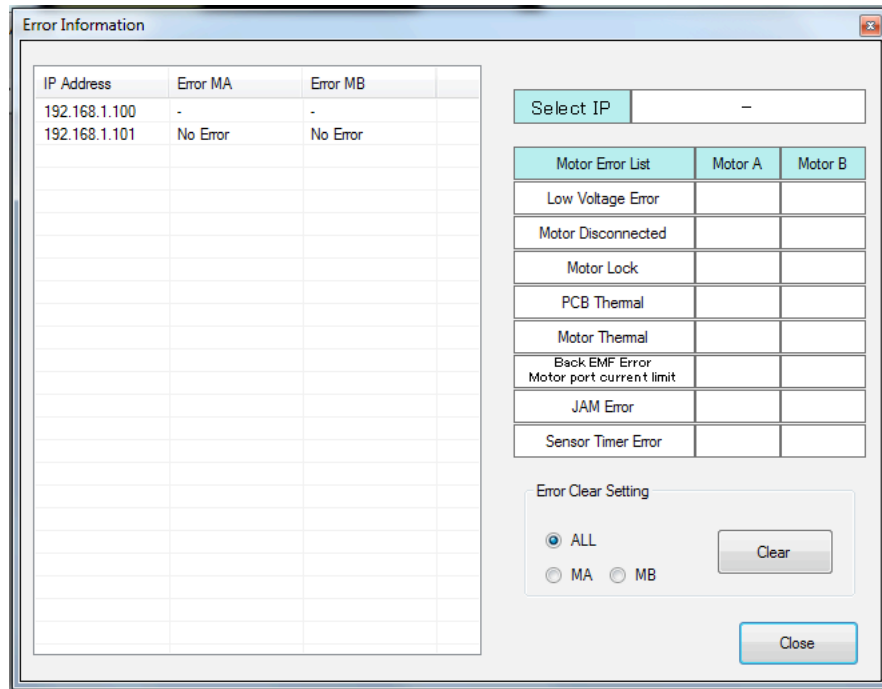 Error Information
IP Address Error MA Error MB
192.168.1.100 - -
192.168.1.101 No Error No Error
Select IP -
Motor Error List Motor A Motor B
Low Voltage Error
Motor Disconnected
Motor Lock
PCB Thermal
Motor Thermal
Back EMF Error
Motor port current limit
JAM Error
Sensor Timer Error
Error Clear Setting
ALL
MA MB
Clear
Close